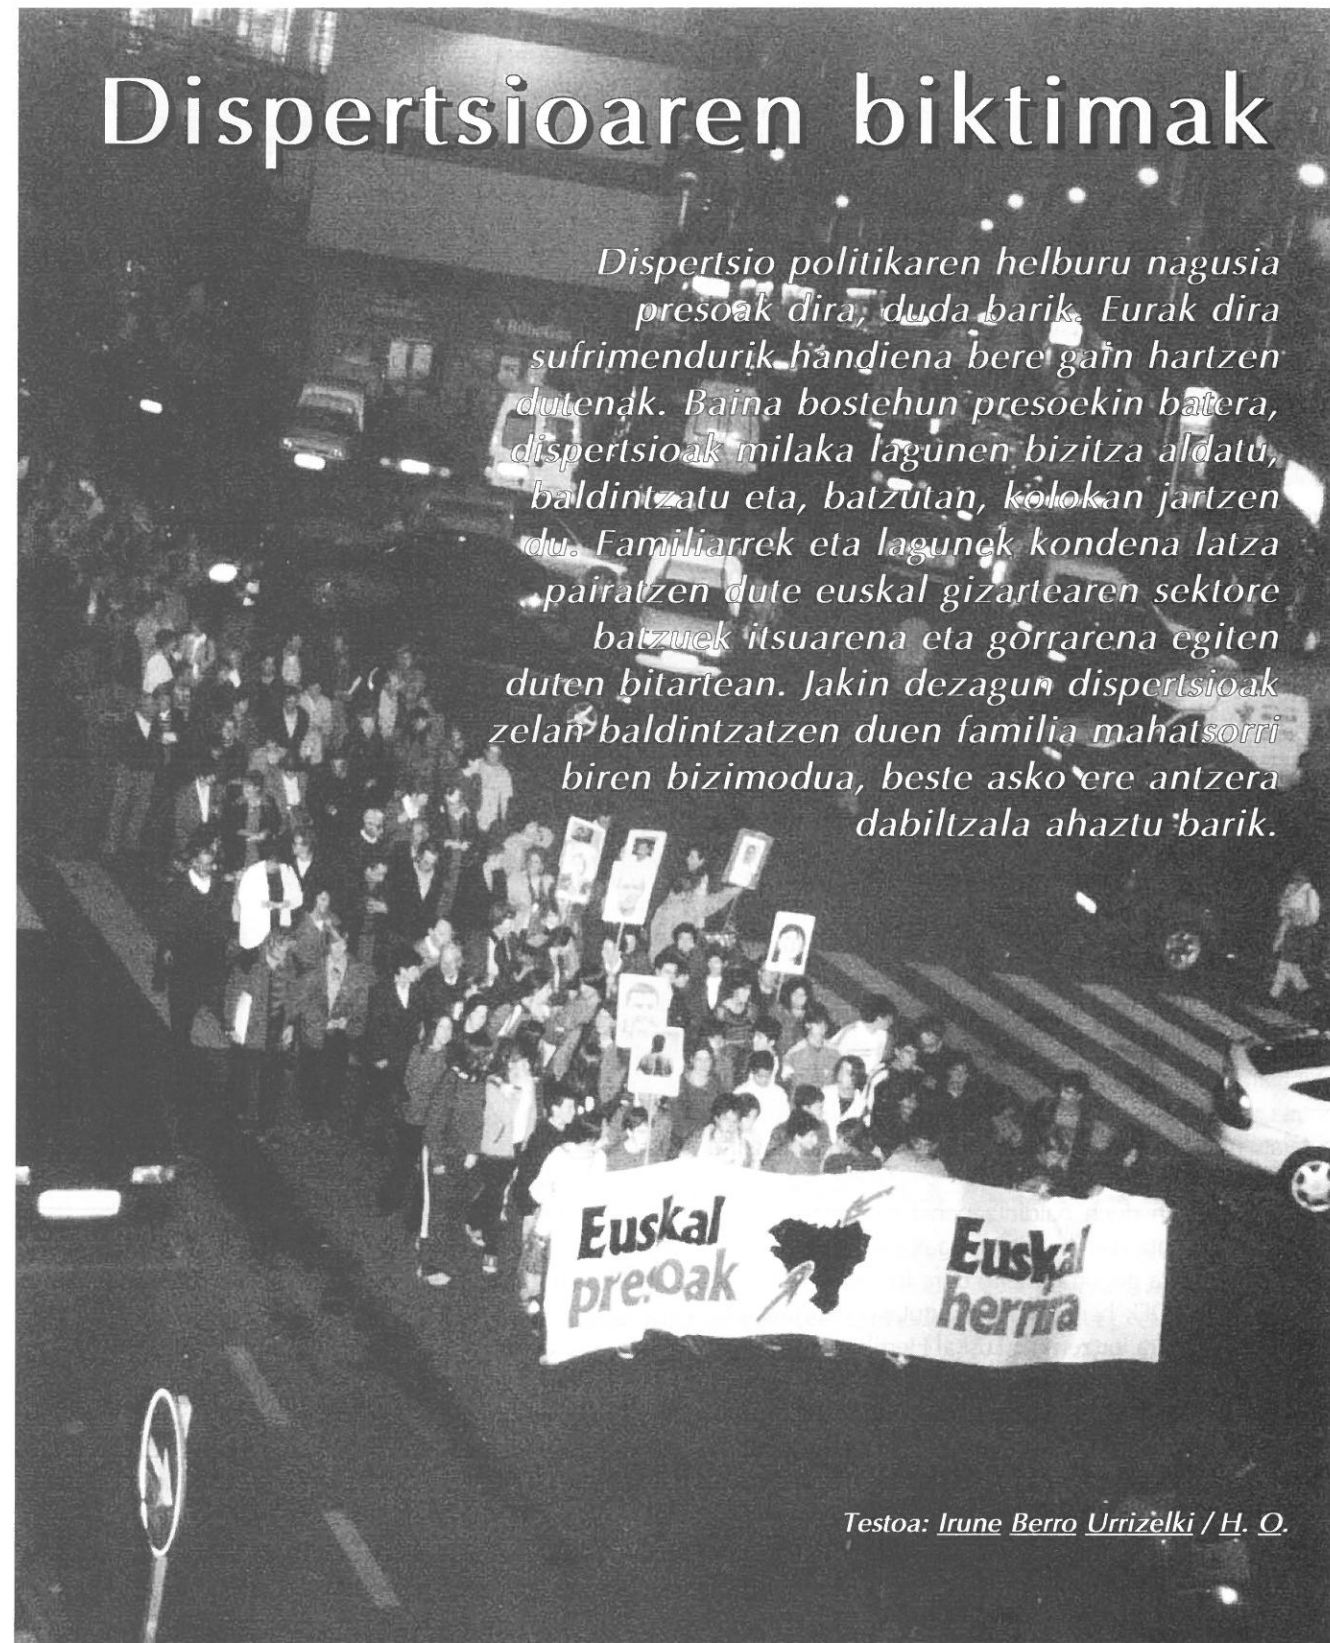 Dispertsioaren biktimak
Dispertsio politikaren helburu nagusia
presoak dira, duda barik. Eurak dira
sufrimendurik handiena bere gain hartzen
dutenak. Baina bostehun presoekin batera,
dispertsioak milaka lagunen bizitza aldatu,
baldintzatu eta, batzutan, kolokan jartzen
du. Familiarrek eta lagunek kondena latza
pairatzen dute euskal gizartearen sektore
batzuek itsuarena eta gorrarena egiten
duten bitartean. Jakin dezagun dispertsioak
zelan baldintzatzen duen familia mahatsorri
biren bizimodua, beste asko ere antzera
dabiltzala ahaztu barik.
Euskal
presoak
Euskal
herrira
Testoa: Irune Berro Urrizelki / H. O.